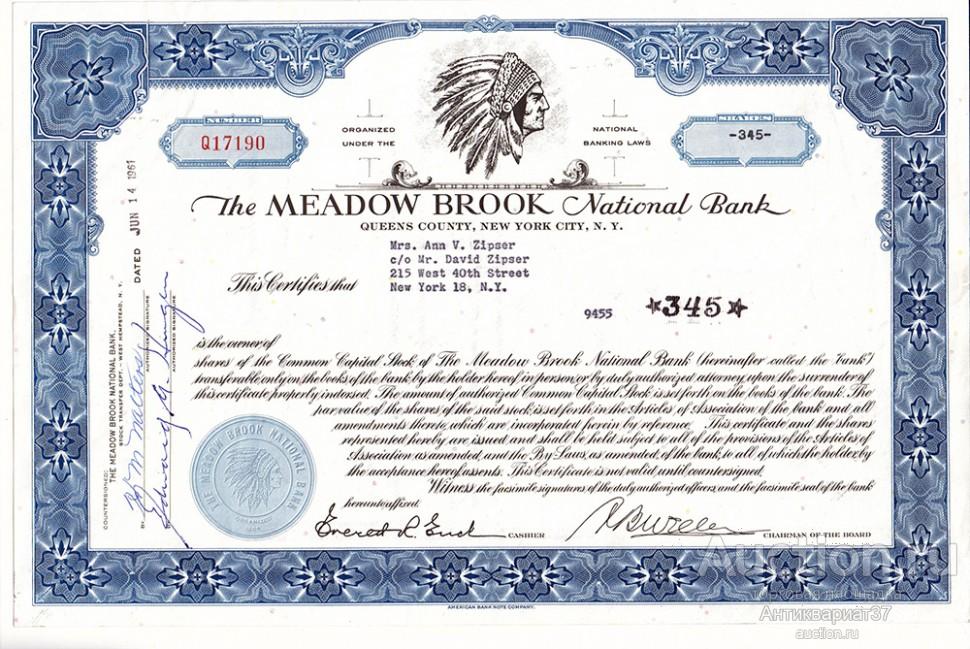 NUMBER
Q17190
ORGANIZED
UNDER THE
NATIONAL
BANKING LAWS
SHARES
-345-
The MEADOW BROOK National Bank
QUEENS COUNTY, NEW YORK CITY, N. Y.
Mrs. Ann V. Zipser
c/o Mr. David Zipser
215 West 40th Street
New York 18, N.Y.
This Certifies that
9455 *345*
is the owner of
shares of the Common Capital Stock of The Meadow Brook National Bank (hereinafter called the "bank")
transferable only on the books of the bank by the holder hereof in person or by duly authorized attorney upon the surrender of
this certificate properly indorsed. The amount of authorized Common Capital Stock is set forth on the books of the bank. The
par value of the shares of the said stock is set forth in the Articles of Association of the bank and all
amendments thereto, which are incorporated herein by reference. This certificate and the shares
represented hereby are issued and shall be held subject to all of the provisions of the Articles of
Association as amended, and the By-Laws, as amended, of the bank, to all of which the holder by
the acceptance hereof assents. This Certificate is not valid until countersigned.
Witness the facsimile signatures of the duly authorized officers and the facsimile seal of the bank
hereunto affixed.
CASHIER
CHAIRMAN OF THE BOARD
THE MEADOW BROOK NATIONAL BANK
ORGANIZED
COUNTERSIGNED:
THE MEADOW BROOK NATIONAL BANK,
STOCK TRANSFER DEPT. - WEST HEMPSTEAD, N. Y.
DATED JUN 14 1961
BY
AUTHORIZED SIGNATURE
AUTHORIZED SIGNATURE
AMERICAN BANK NOTE COMPANY.
Auction.ru
торговая площадка
Антиквариат37
auction.ru